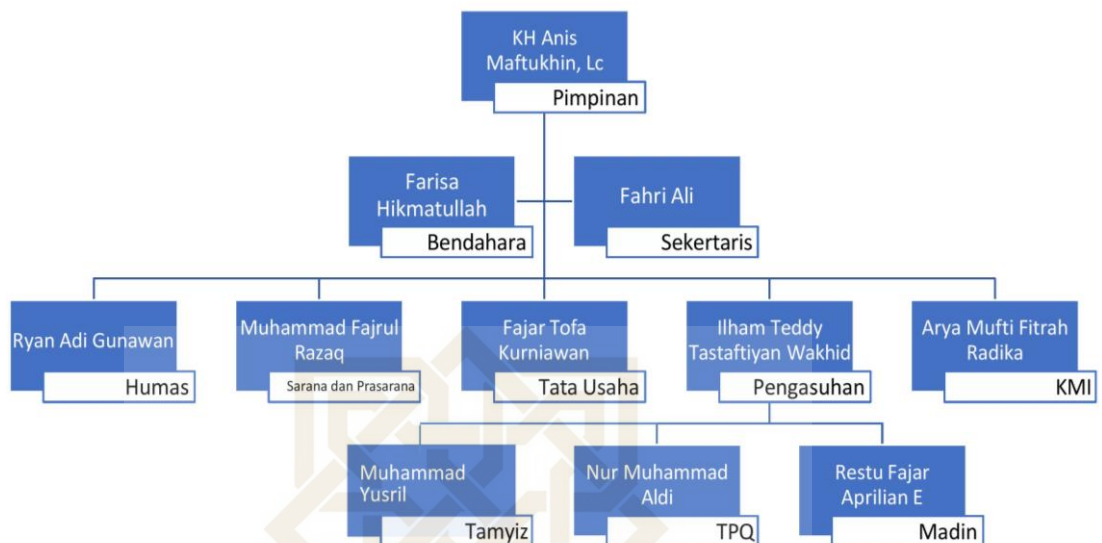 KH Anis
Maftukhin, Lc
Pimpinan
Farisa
Hikmatullah
Bendahara
Fahri Ali
Sekertaris
Ryan Adi Gunawan
Humas
Muhammad Fajrul
Razaq
Sarana dan Prasarana
Fajar Tofa
Kurniawan
Tata Usaha
Ilham Teddy
Tastaftiyan Wakhid
Pengasuhan
Arya Mufti Fitrah
Radika
KMI
Muhammad
Yusril
Tamyiz
Nur Muhammad
Aldi
TPQ
Restu Fajar
Aprilian E
Madin